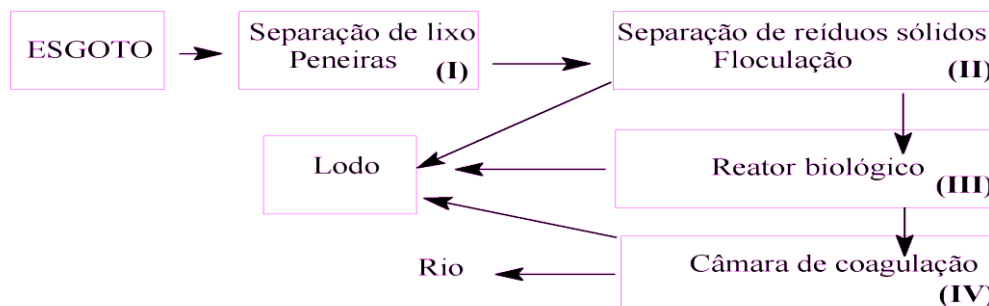 ESGOTO
Separação de lixo
Peneiras
(I)
Separação de reíduos sólidos
Floculação
(II)
Lodo
Reator biológico
(III)
Rio
Câmara de coagulação
(IV)